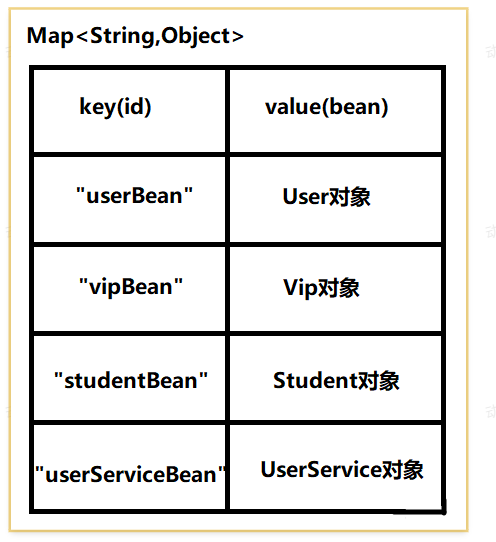 Map<String,Object>
key(id) value(bean)
"userBean" User对象
"vipBean" Vip对象
"studentBean" Student对象
"userServiceBean" UserService对象